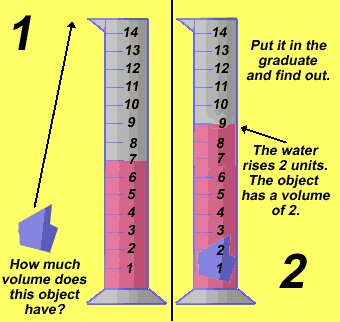 1
14
13
12
11
10
9
8
7
6
5
4
3
2
1
How much
volume does
this object
have?
14
13
12
11
10
9
8
7
6
5
4
3
2
1
Put it in the
graduate
and find out.
The water
rises 2 units.
The object
has a volume
of 2.
2